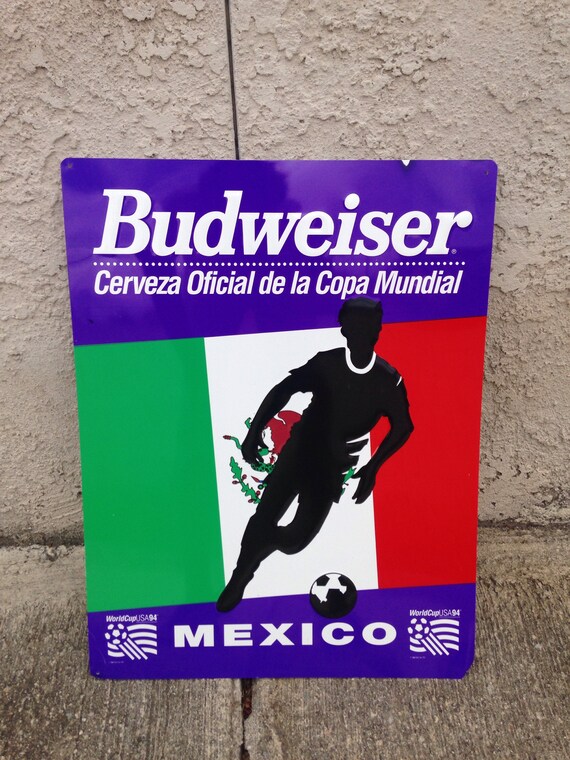 Budweiser®
Cerveza Oficial de la Copa Mundial
WorldCupUSA94
MEXICO
WorldCupUSA94